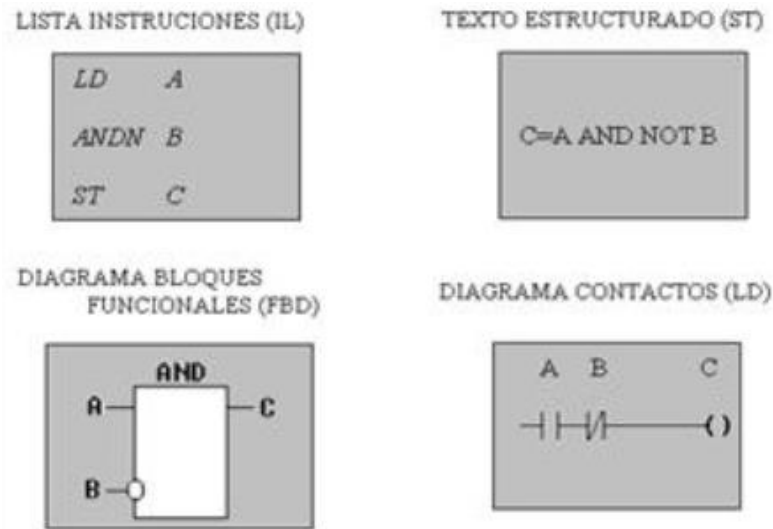 LISTA INSTRUCIONES (IL)
LD A
ANDN B
ST C
TEXTO ESTRUCTURADO (ST)
C=A AND NOT B
DIAGRAMA BLOQUES
FUNCIONALES (FBD)
AND
A C
B
DIAGRAMA CONTACTOS (LD)
A B C